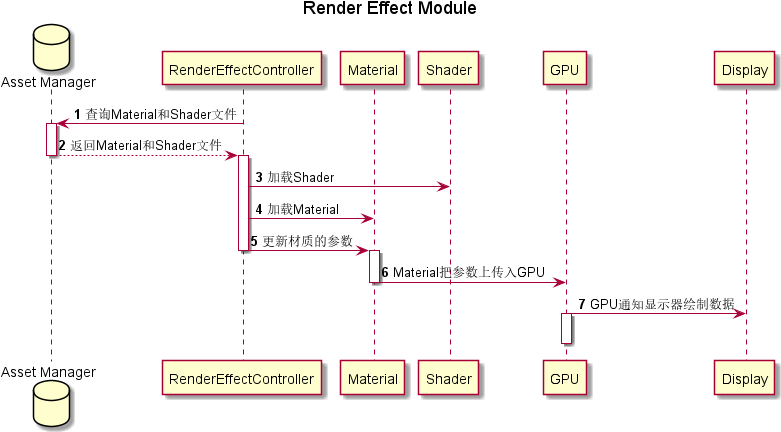 Render Effect Module
Asset Manager
RenderEffectController
Material
Shader
GPU
Display
1 查询Material和Shader文件
2 返回Material和Shader文件
3 加载Shader
4 加载Material
5 更新材质的参数
6 Material把参数上传入GPU
7 GPU通知显示器绘制数据
Asset Manager
RenderEffectController
Material
Shader
GPU
Display